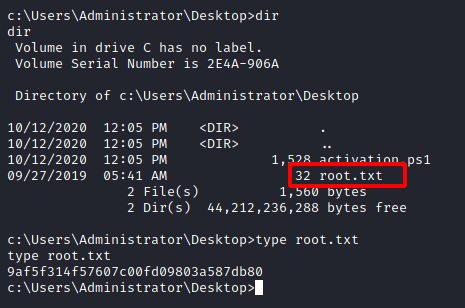 c:\Users\Administrator\Desktop>dir
dir
 Volume in drive C has no label.
 Volume Serial Number is 2E4A-906A

 Directory of c:\Users\Administrator\Desktop

10/12/2020  12:05 PM    <DIR>          .
10/12/2020  12:05 PM    <DIR>          ..
10/12/2020  12:05 PM             1,528 activation.ps1
09/27/2019  05:41 AM                32 root.txt
               2 File(s)          1,560 bytes
               2 Dir(s)  44,212,236,288 bytes free

c:\Users\Administrator\Desktop>type root.txt
type root.txt
9af5f314f57607c00fd09803a587db80
c:\Users\Administrator\Desktop>